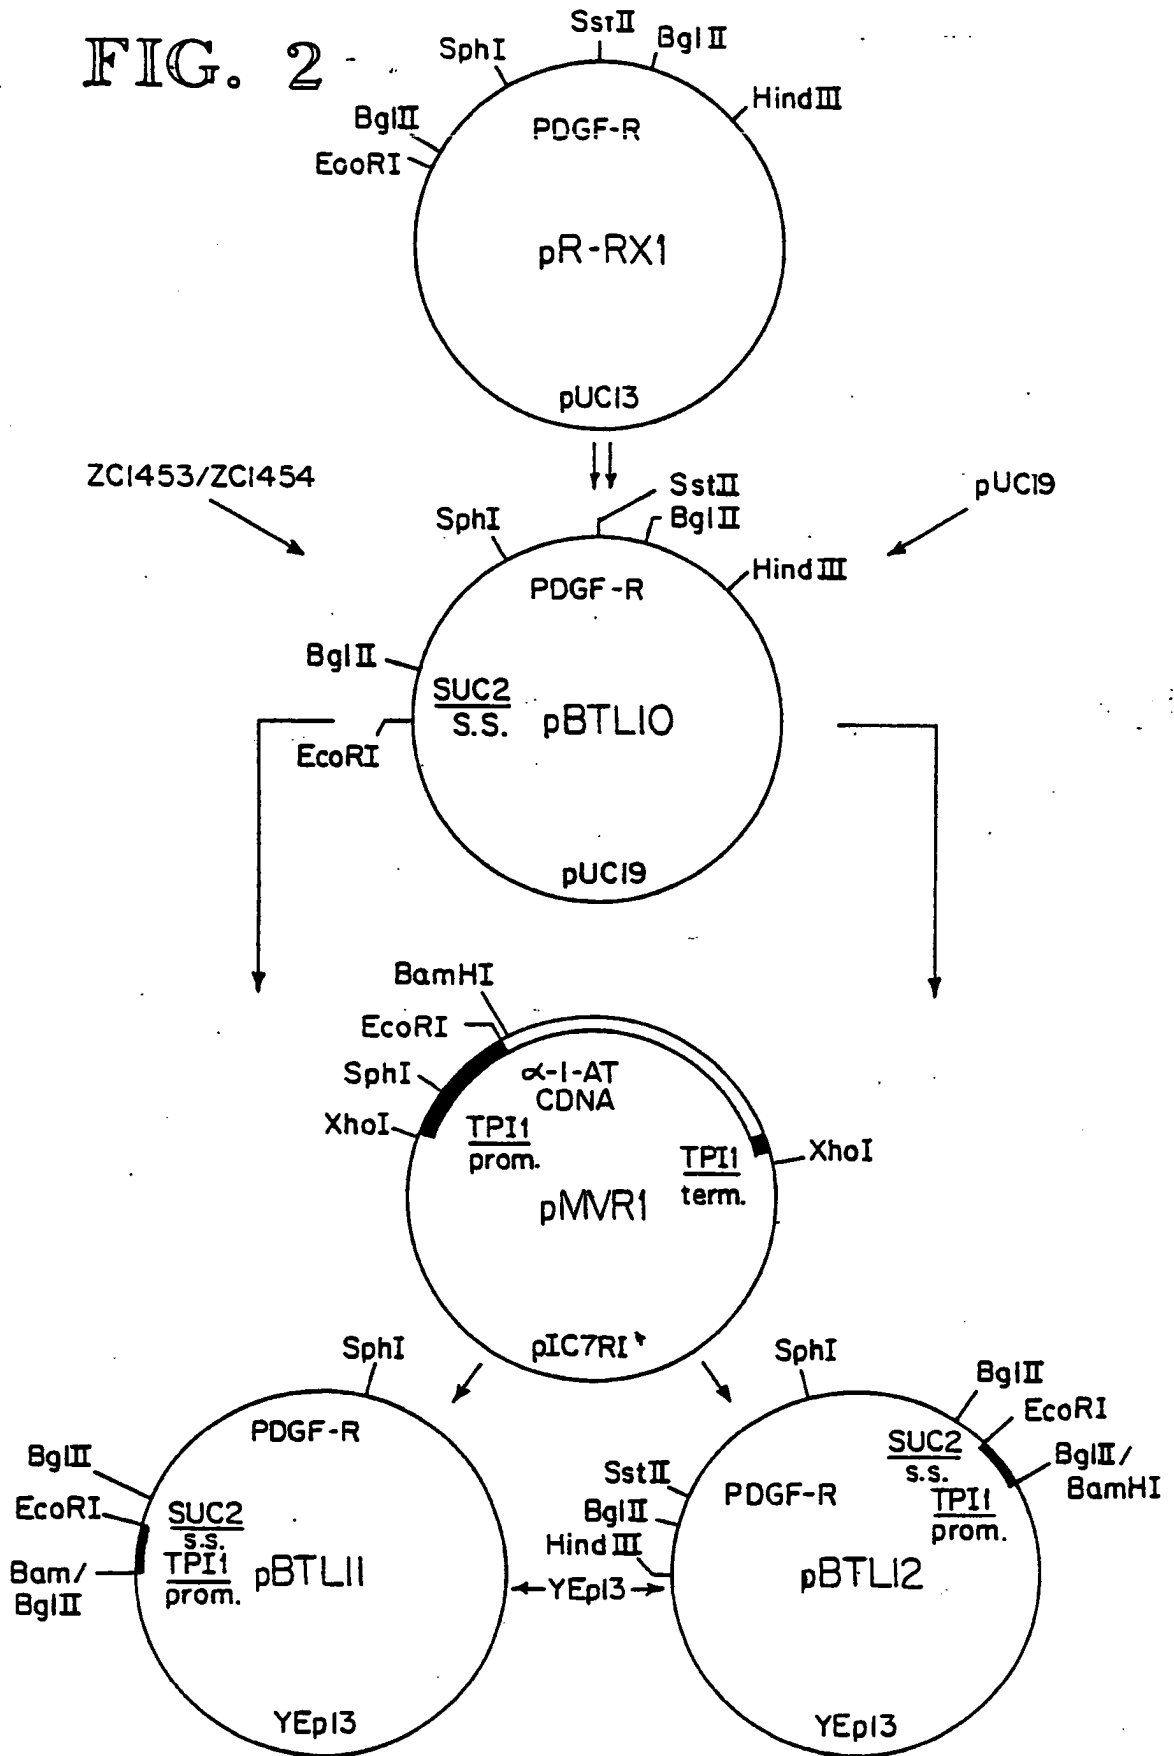 FIG. 2
SstII
SphI
BglII
HindIII
BglII
EcoRI
PDGF-R
pR-RX1
pUC13
ZC1453/ZC1454
pUC19
SstII
SphI
BglII
HindIII
PDGF-R
BglII
SUC2
S.S.
pBTL10
EcoRI
pUC19
BamHI
EcoRI
SphI
XhoI
α-1-AT
CDNA
TPI1
prom.
TPI1
term.
XhoI
pMVR1
pIC7RI*
SphI
PDGF-R
BglII
EcoRI
SUC2
s.s.
TPI1
prom.
Bam/
BglII
pBTL11
YEp13
YEp13
SphI
BglII
EcoRI
SUC2
s.s.
BglII/
BamHI
TPI1
prom.
SstII
BglII
HindIII
PDGF-R
pBTL12
YEp13